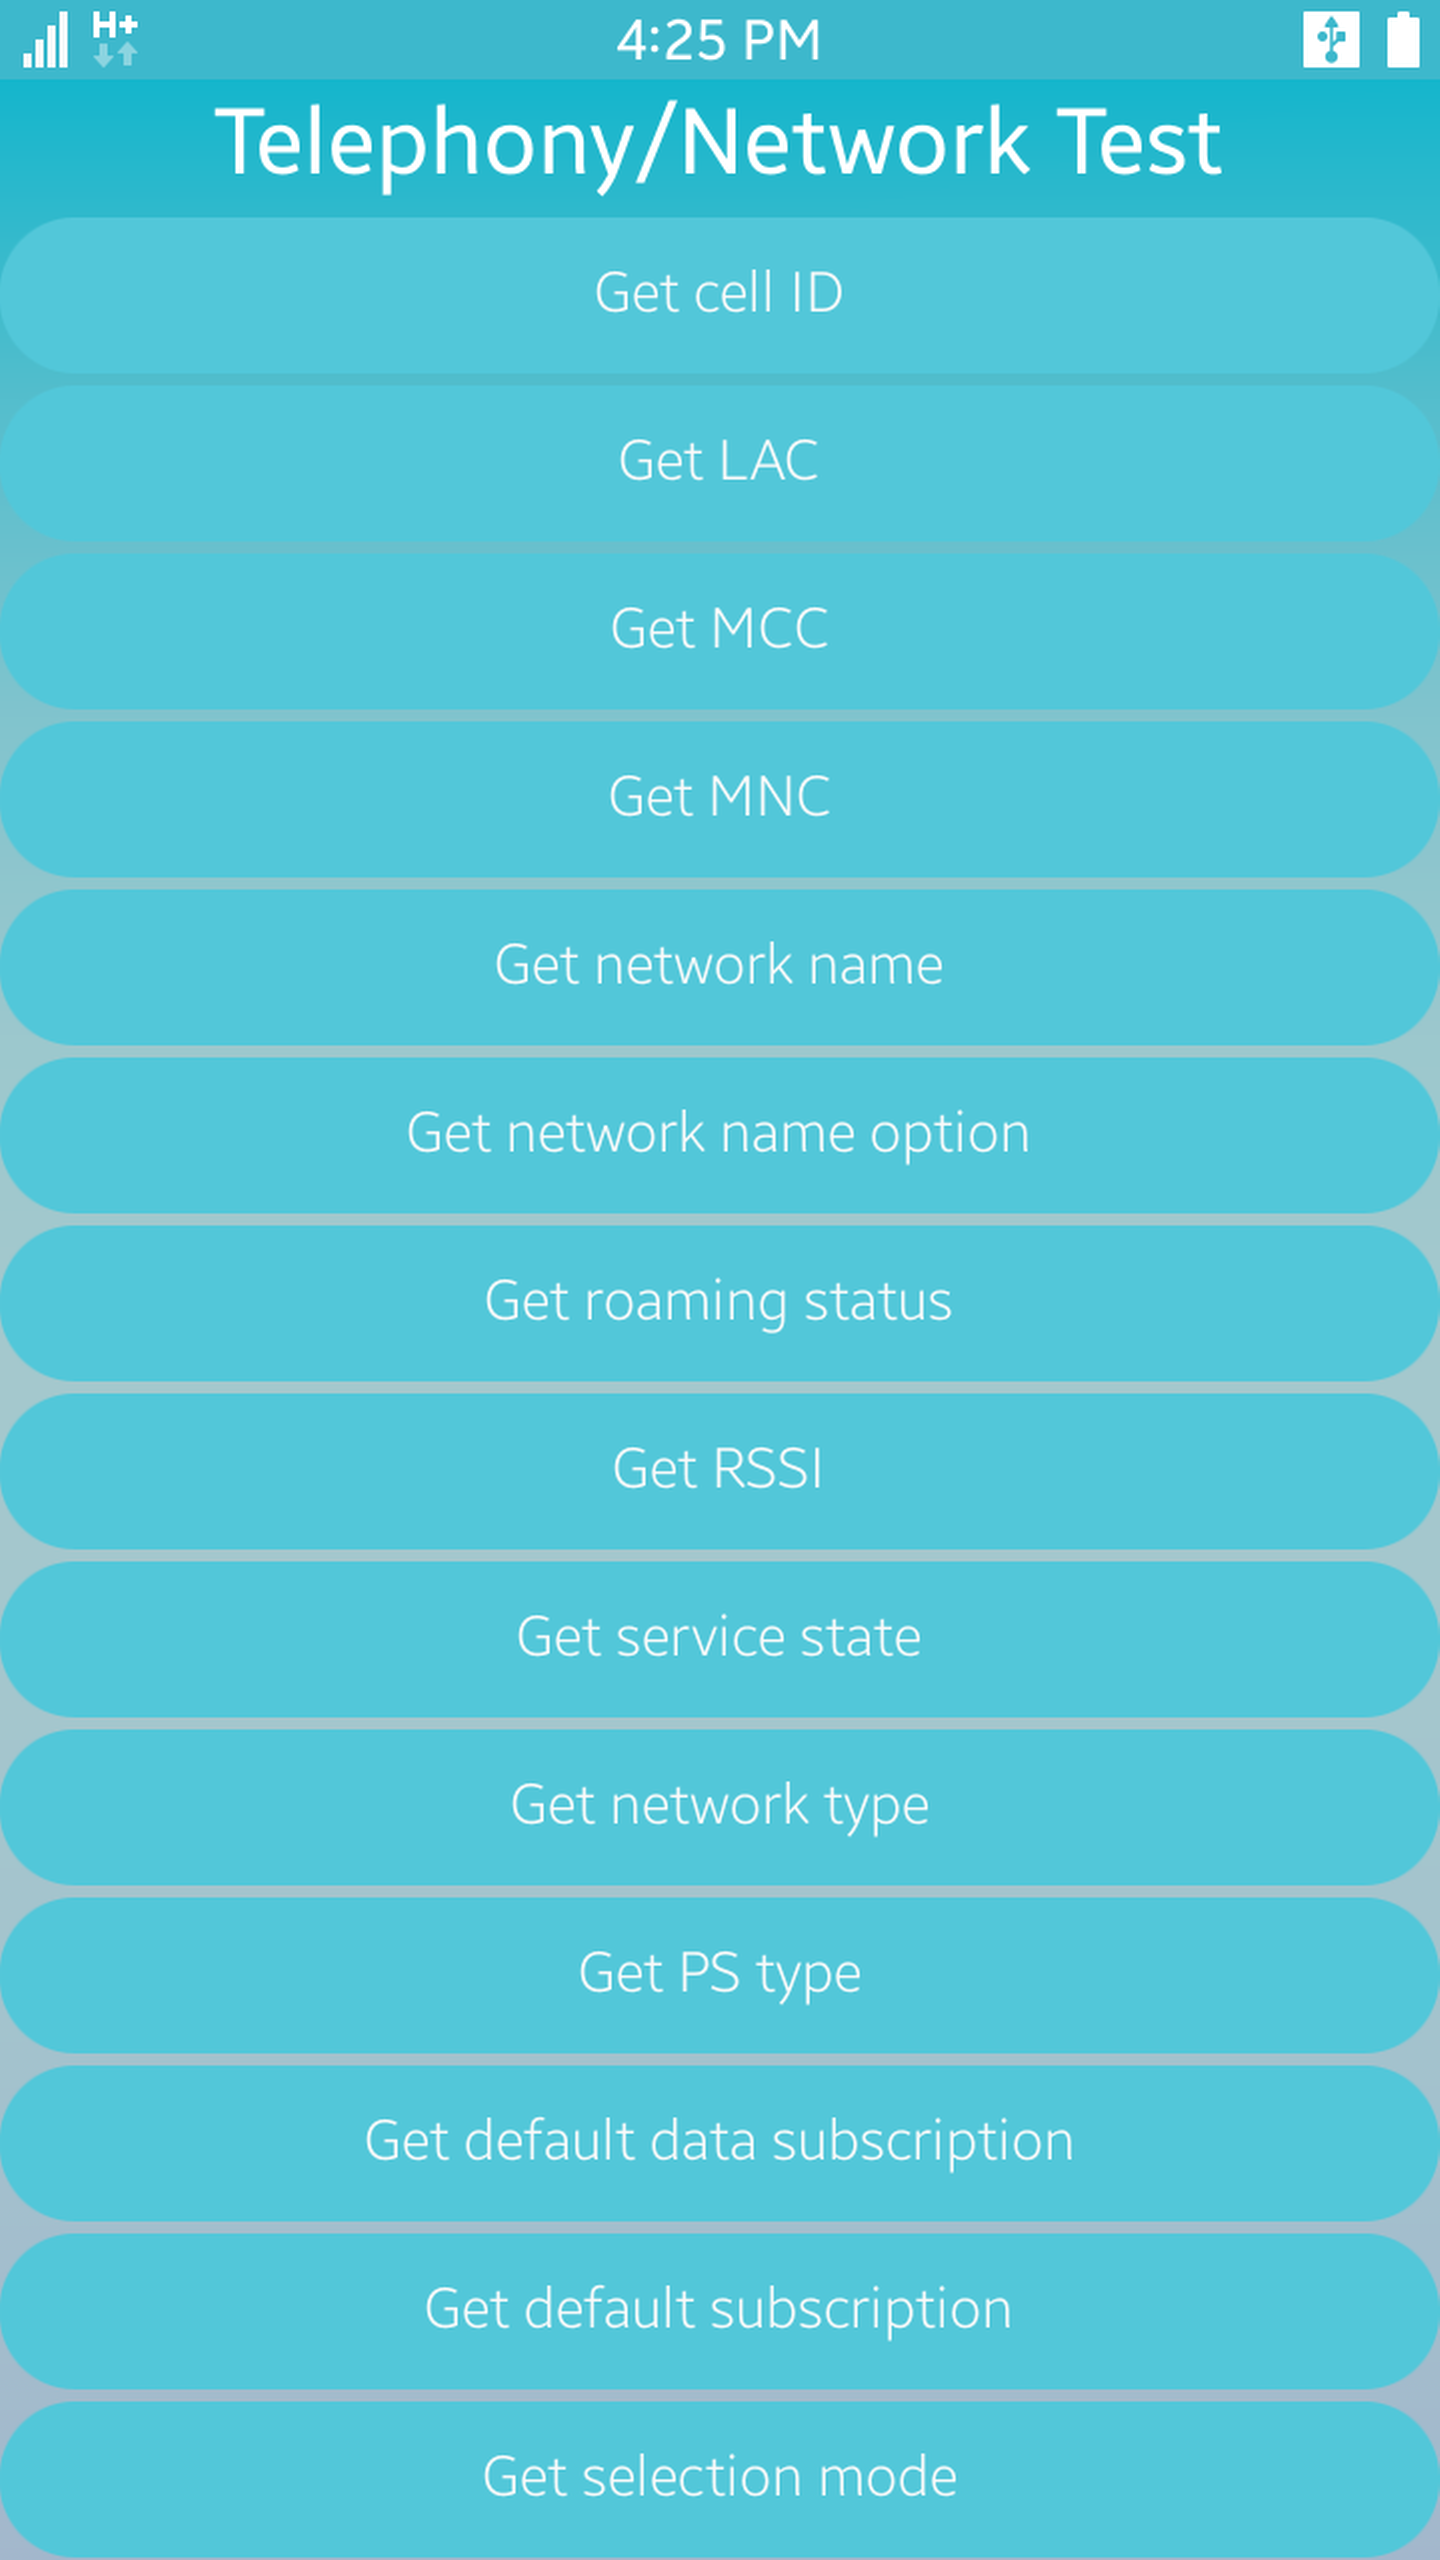 H+
4:25 PM
Telephony/Network Test
Get cell ID
Get LAC
Get MCC
Get MNC
Get network name
Get network name option
Get roaming status
Get RSSI
Get service state
Get network type
Get PS type
Get default data subscription
Get default subscription
Get selection mode